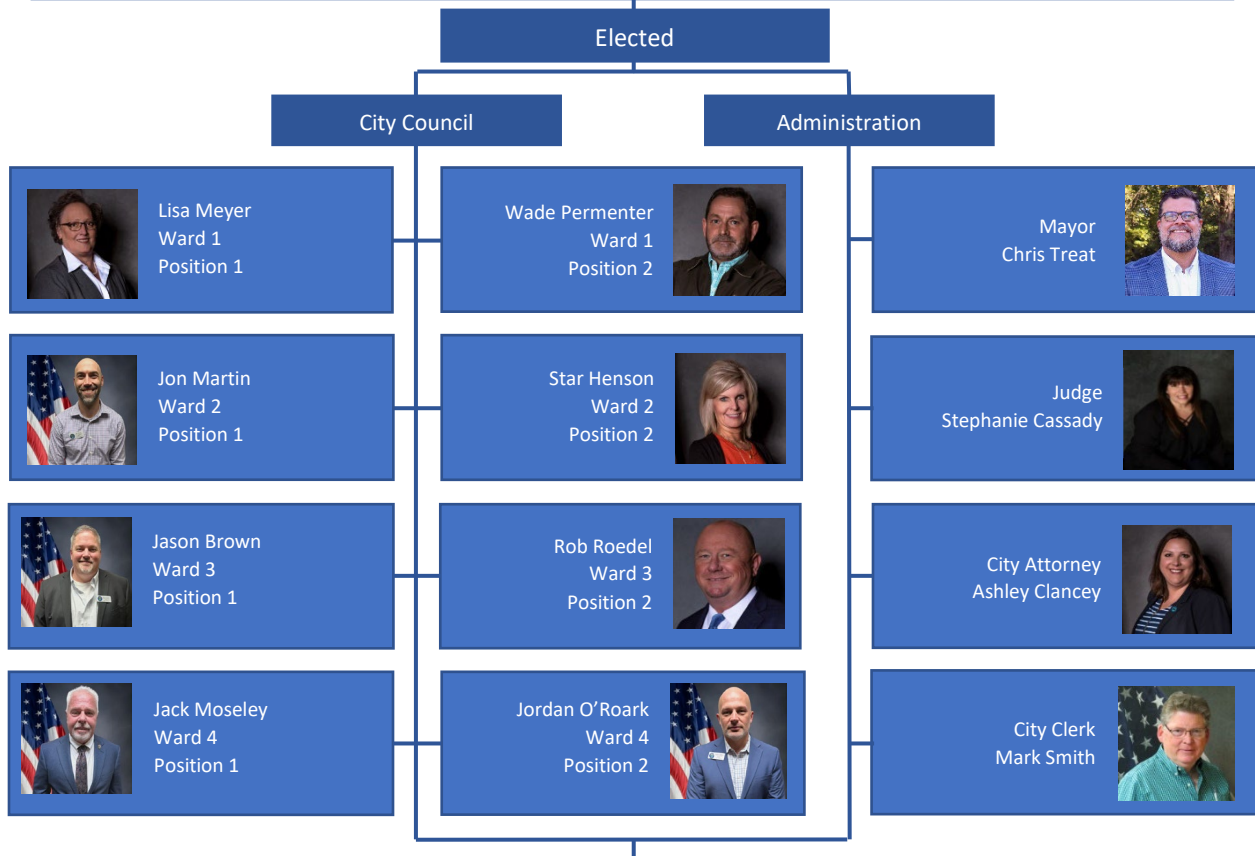 Elected
City Council
Administration
Lisa Meyer
Ward 1
Position 1
Wade Permenter
Ward 1
Position 2
Mayor
Chris Treat
Jon Martin
Ward 2
Position 1
Star Henson
Ward 2
Position 2
Judge
Stephanie Cassady
Jason Brown
Ward 3
Position 1
Rob Roedel
Ward 3
Position 2
City Attorney
Ashley Clancey
Jack Moseley
Ward 4
Position 1
Jordan O’Roark
Ward 4
Position 2
City Clerk
Mark Smith